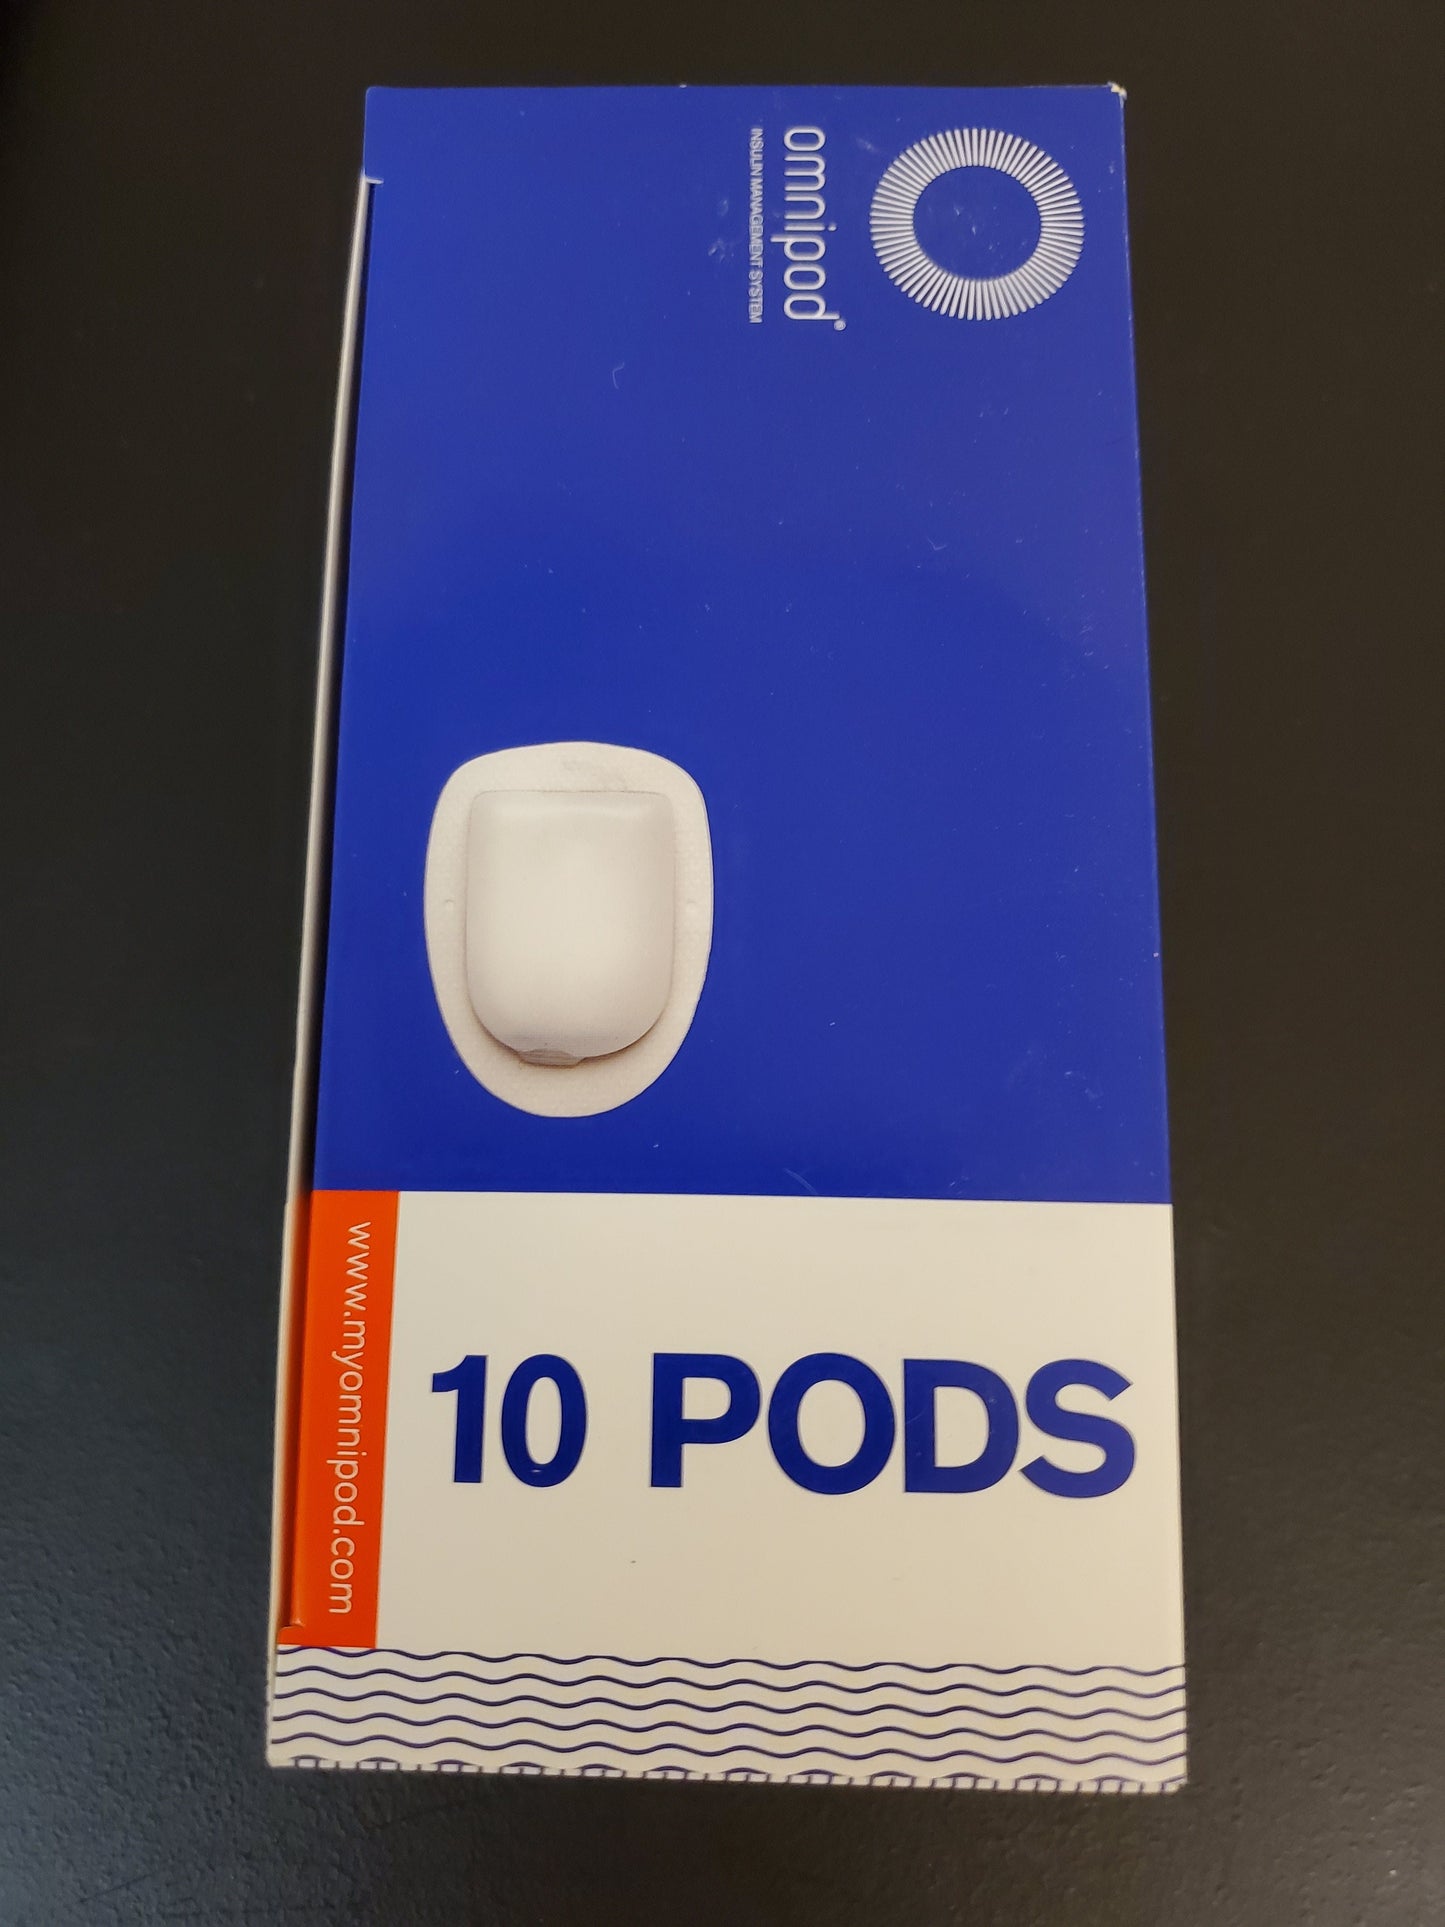 omnipod®
INSULIN MANAGEMENT SYSTEM
10 PODS
www.myomnipod.com